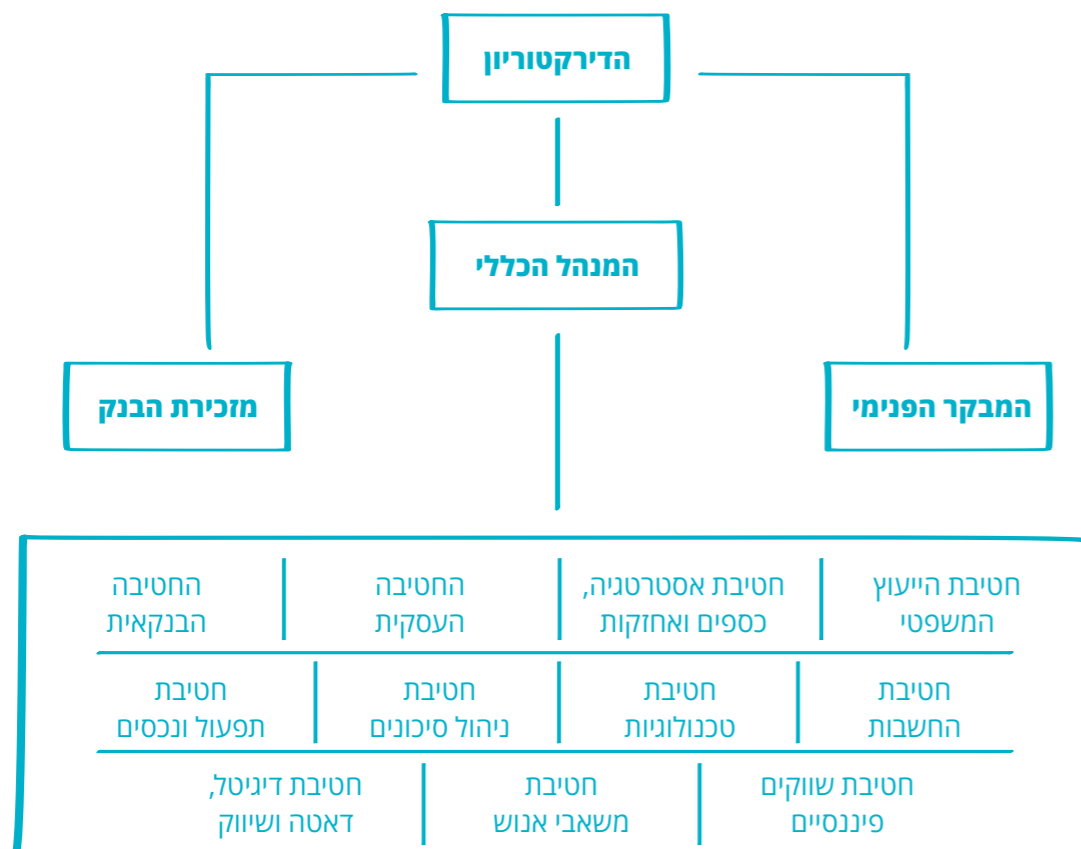 הדירקטוריון
המנהל הכללי
המבקר הפנימי
מזכירת הבנק
חטיבת הייעוץ
המשפטי
חטיבת אסטרטגיה,
כספים ואחזקות
החטיבה
העסקית
החטיבה
הבנקאית
חטיבת
החשבות
חטיבת
טכנולוגיות
חטיבת
ניהול סיכונים
חטיבת
תפעול ונכסים
חטיבת שווקים
פיננסיים
חטיבת
משאבי אנוש
חטיבת דיגיטל,
דאטה ושיווק